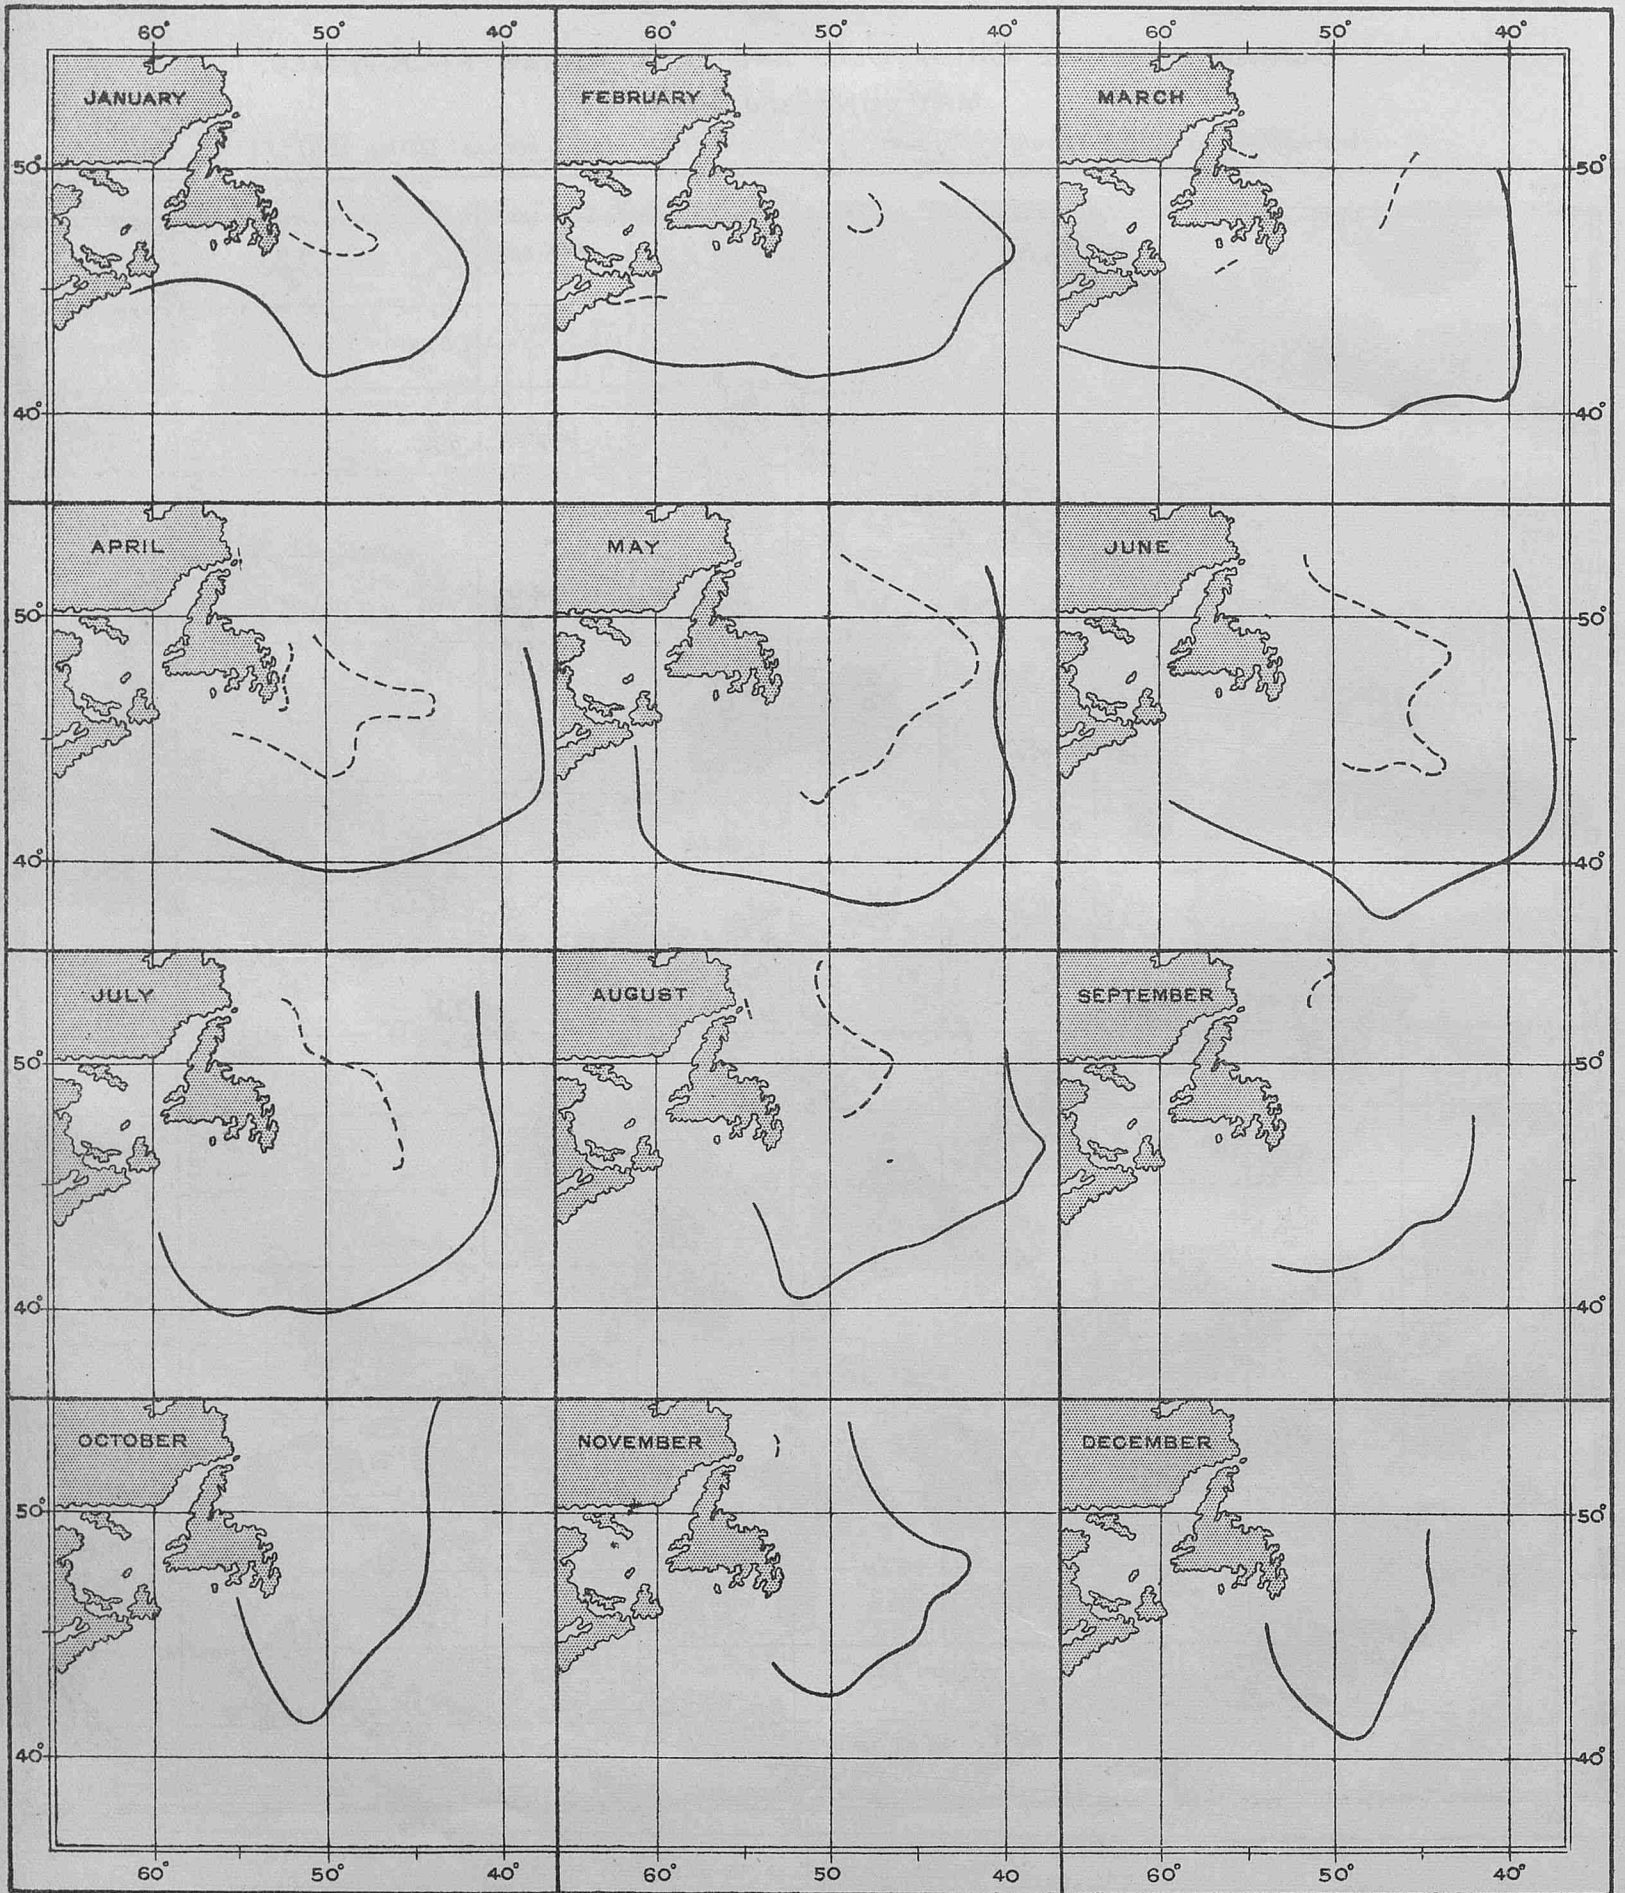 60° 50° 40° 60° 50° 40° 60° 50° 40°
JANUARY FEBRUARY MARCH
50° 50°
40° 40°
APRIL MAY JUNE
50° 50°
40° 40°
JULY AUGUST SEPTEMBER
50° 50°
40° 40°
OCTOBER NOVEMBER DECEMBER
50° 50°
40° 40°
60° 50° 40° 60° 50° 40 60° 50° 40°